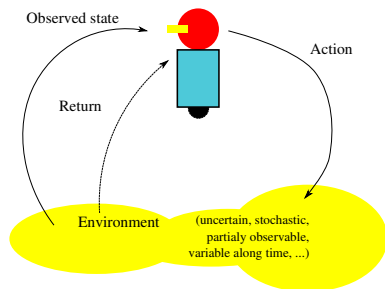 Observed state
Action
Return
Environment
(uncertain, stochastic,
partialy observable,
variable along time, ...)